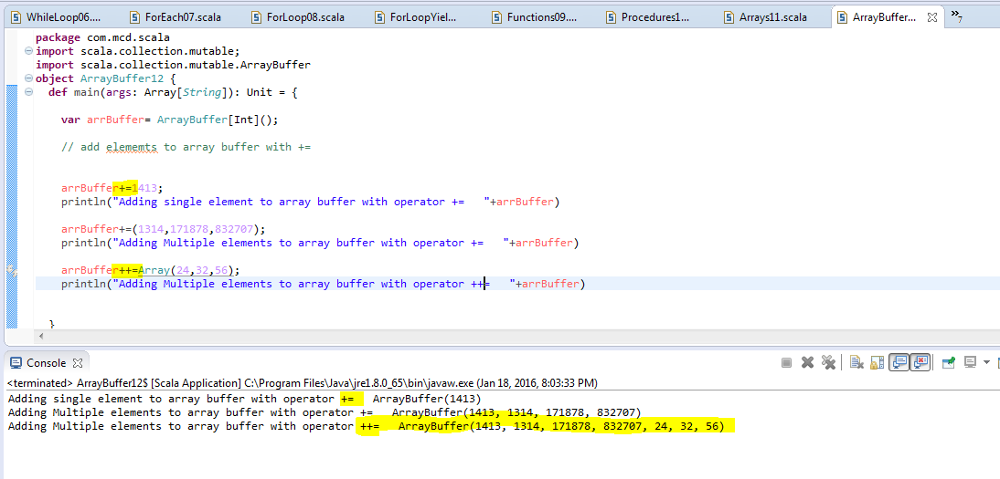 WhileLoop06.... ForEach07.scala ForLoop08.scala ForLoopYiel... Functions09.... Procedures1... Arrays11.scala ArrayBuffer... »7
package com.mcd.scala
import scala.collection.mutable;
import scala.collection.mutable.ArrayBuffer
object ArrayBuffer12 {
def main(args: Array[String]): Unit = {
var arrBuffer= ArrayBuffer[Int]();
// add elememts to array buffer with +=
arrBuffer+=1413;
println("Adding single element to array buffer with operator +=   "+arrBuffer)
arrBuffer+=(1314,171878,832707);
println("Adding Multiple elements to array buffer with operator +=   "+arrBuffer)
arrBuffer++=Array(24,32,56);
println("Adding Multiple elements to array buffer with operator ++=   "+arrBuffer)
}
Console
<terminated> ArrayBuffer12$ [Scala Application] C:\Program Files\Java\jre1.8.0_65\bin\javaw.exe (Jan 18, 2016, 8:03:33 PM)
Adding single element to array buffer with operator +=   ArrayBuffer(1413)
Adding Multiple elements to array buffer with operator +=   ArrayBuffer(1413, 1314, 171878, 832707)
Adding Multiple elements to array buffer with operator ++=   ArrayBuffer(1413, 1314, 171878, 832707, 24, 32, 56)